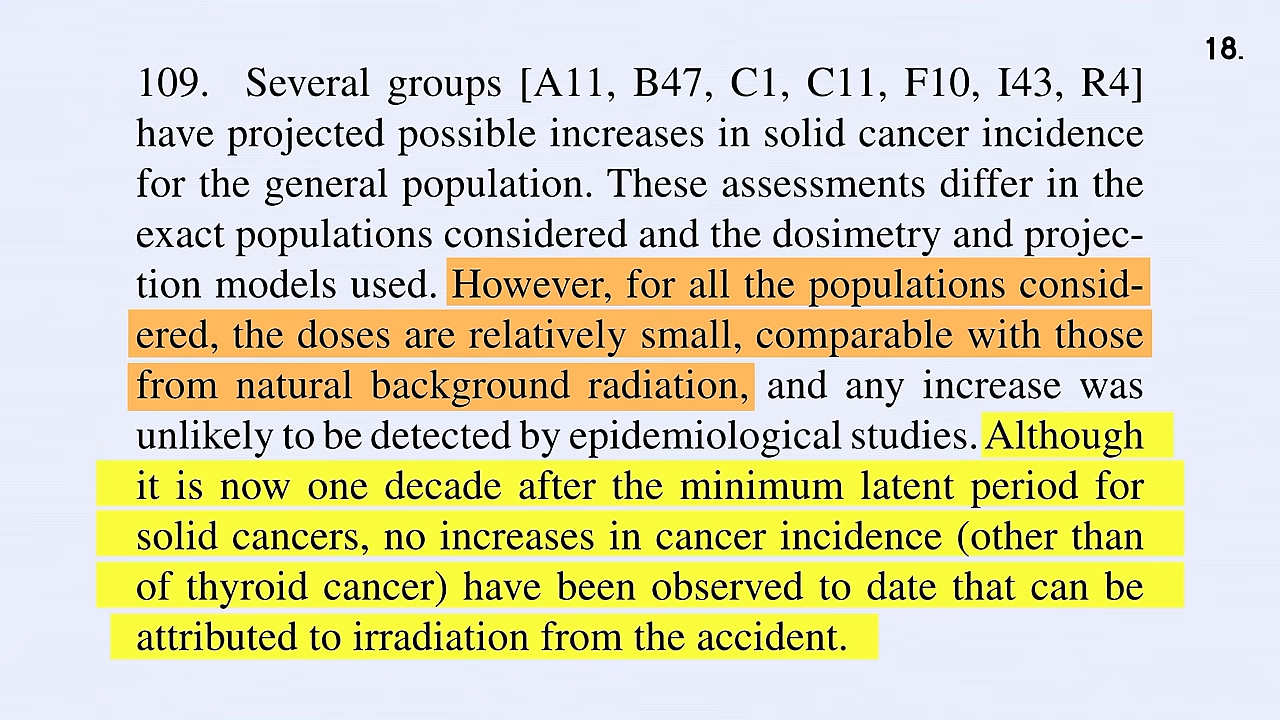 18.
109. Several groups [A11, B47, C1, C11, F10, I43, R4]
have projected possible increases in solid cancer incidence
for the general population. These assessments differ in the
exact populations considered and the dosimetry and projec-
tion models used. However, for all the populations consid-
ered, the doses are relatively small, comparable with those
from natural background radiation, and any increase was
unlikely to be detected by epidemiological studies. Although
it is now one decade after the minimum latent period for
solid cancers, no increases in cancer incidence (other than
of thyroid cancer) have been observed to date that can be
attributed to irradiation from the accident.